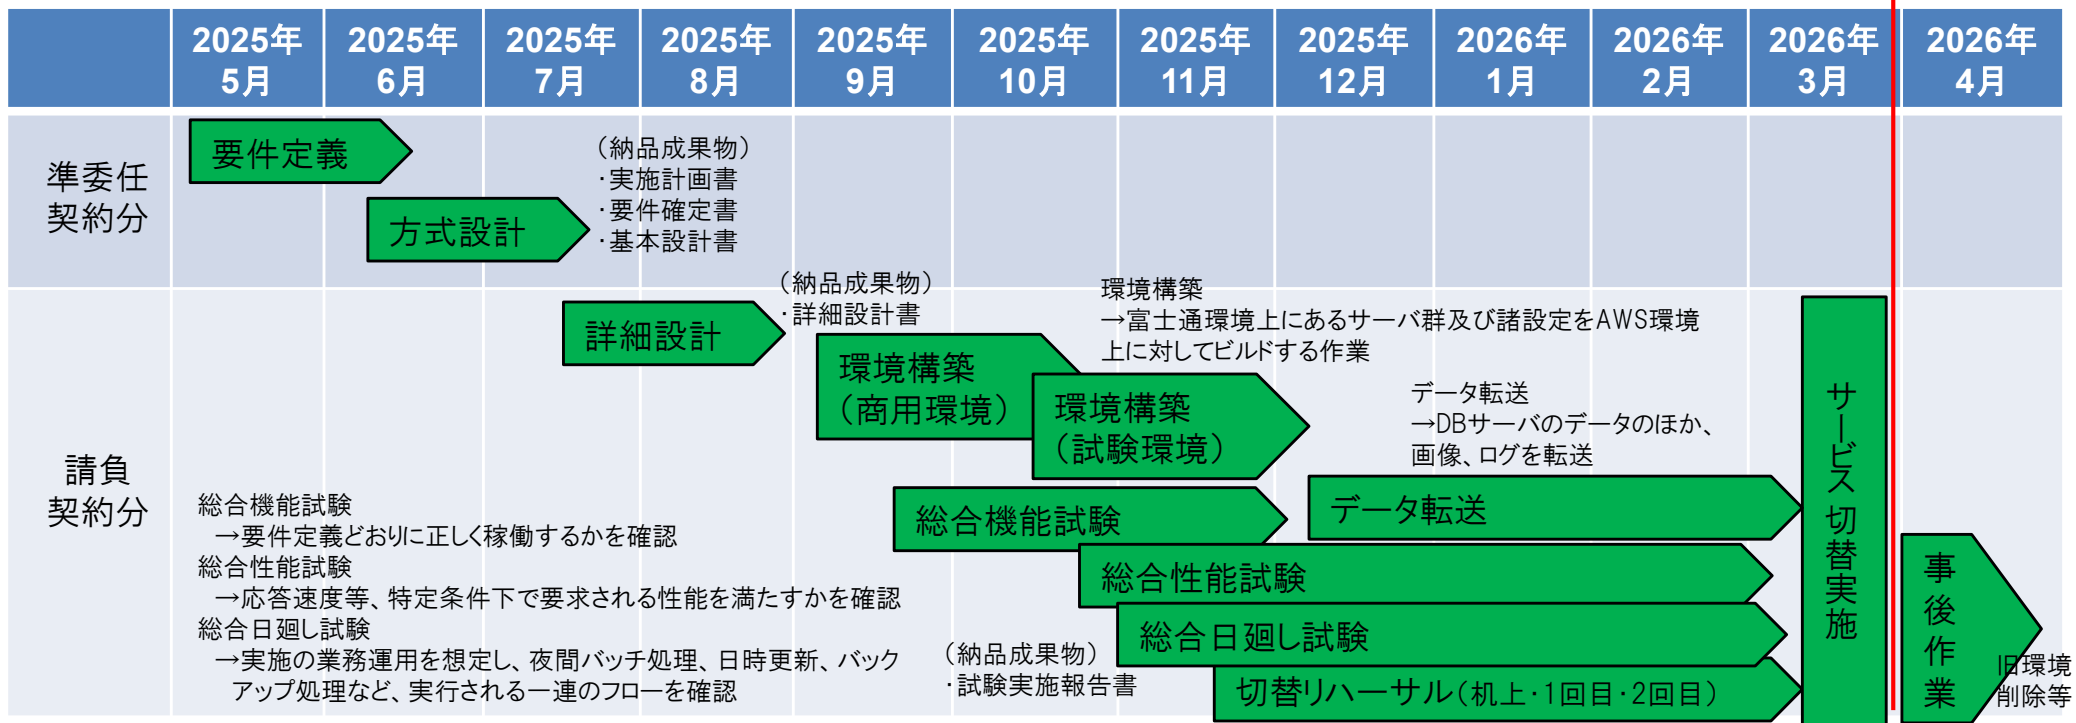 2025年
5月
2025年
6月
2025年
7月
2025年
8月
2025年
9月
2025年
10月
2025年
11月
2025年
12月
2026年
1月
2026年
2月
2026年
3月
2026年
4月
準委任
契約分
要件定義
方式設計
（納品成果物）
・実施計画書
・要件確定書
・基本設計書
請負
契約分
詳細設計
（納品成果物）
・詳細設計書
環境構築
（商用環境）
環境構築
（試験環境）
環境構築
→富士通環境上にあるサーバ群及び諸設定をAWS環境
上に対してビルドする作業
データ転送
→DBサーバのデータのほか、
画像、ログを転送
総合機能試験
データ転送
総合性能試験
総合日廻し試験
切替リハーサル（机上・1回目・2回目）
総合機能試験
→要件定義どおりに正しく稼働するかを確認
総合性能試験
→応答速度等、特定条件下で要求される性能を満たすかを確認
総合日廻し試験
→実施の業務運用を想定し、夜間バッチ処理、日時更新、バック
アップ処理など、実行される一連のフローを確認
（納品成果物）
・試験実施報告書
サービス切替実施
事後作業
旧環境
削除等